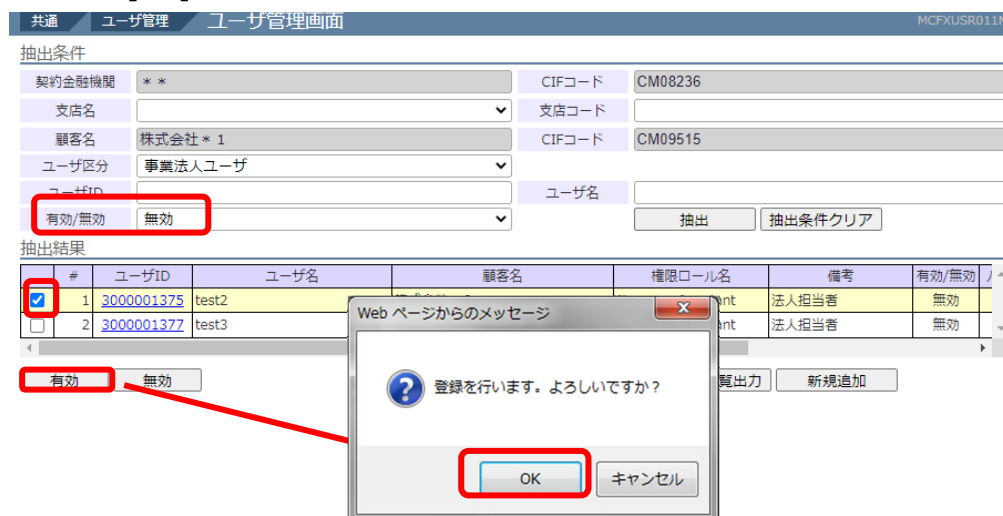 共通 ユーザ管理 ユーザ管理画面 MCFXUSR011M
抽出条件
契約金融機関 ＊＊ CIFコード CM08236
支店名 支店コード
顧客名 株式会社＊1 CIFコード CM09515
ユーザ区分 事業法人ユーザ
ユーザID ユーザ名
有効/無効 無効 抽出 抽出条件クリア
抽出結果
# ユーザID ユーザ名 顧客名 権限ロール名 備考 有効/無効
1 3000001375 test2 法人担当者 無効
2 3000001377 test3 法人担当者 無効
有効 無効 覧出力 新規追加
Web ページからのメッセージ
登録を行います。よろしいですか？
OK キャンセル